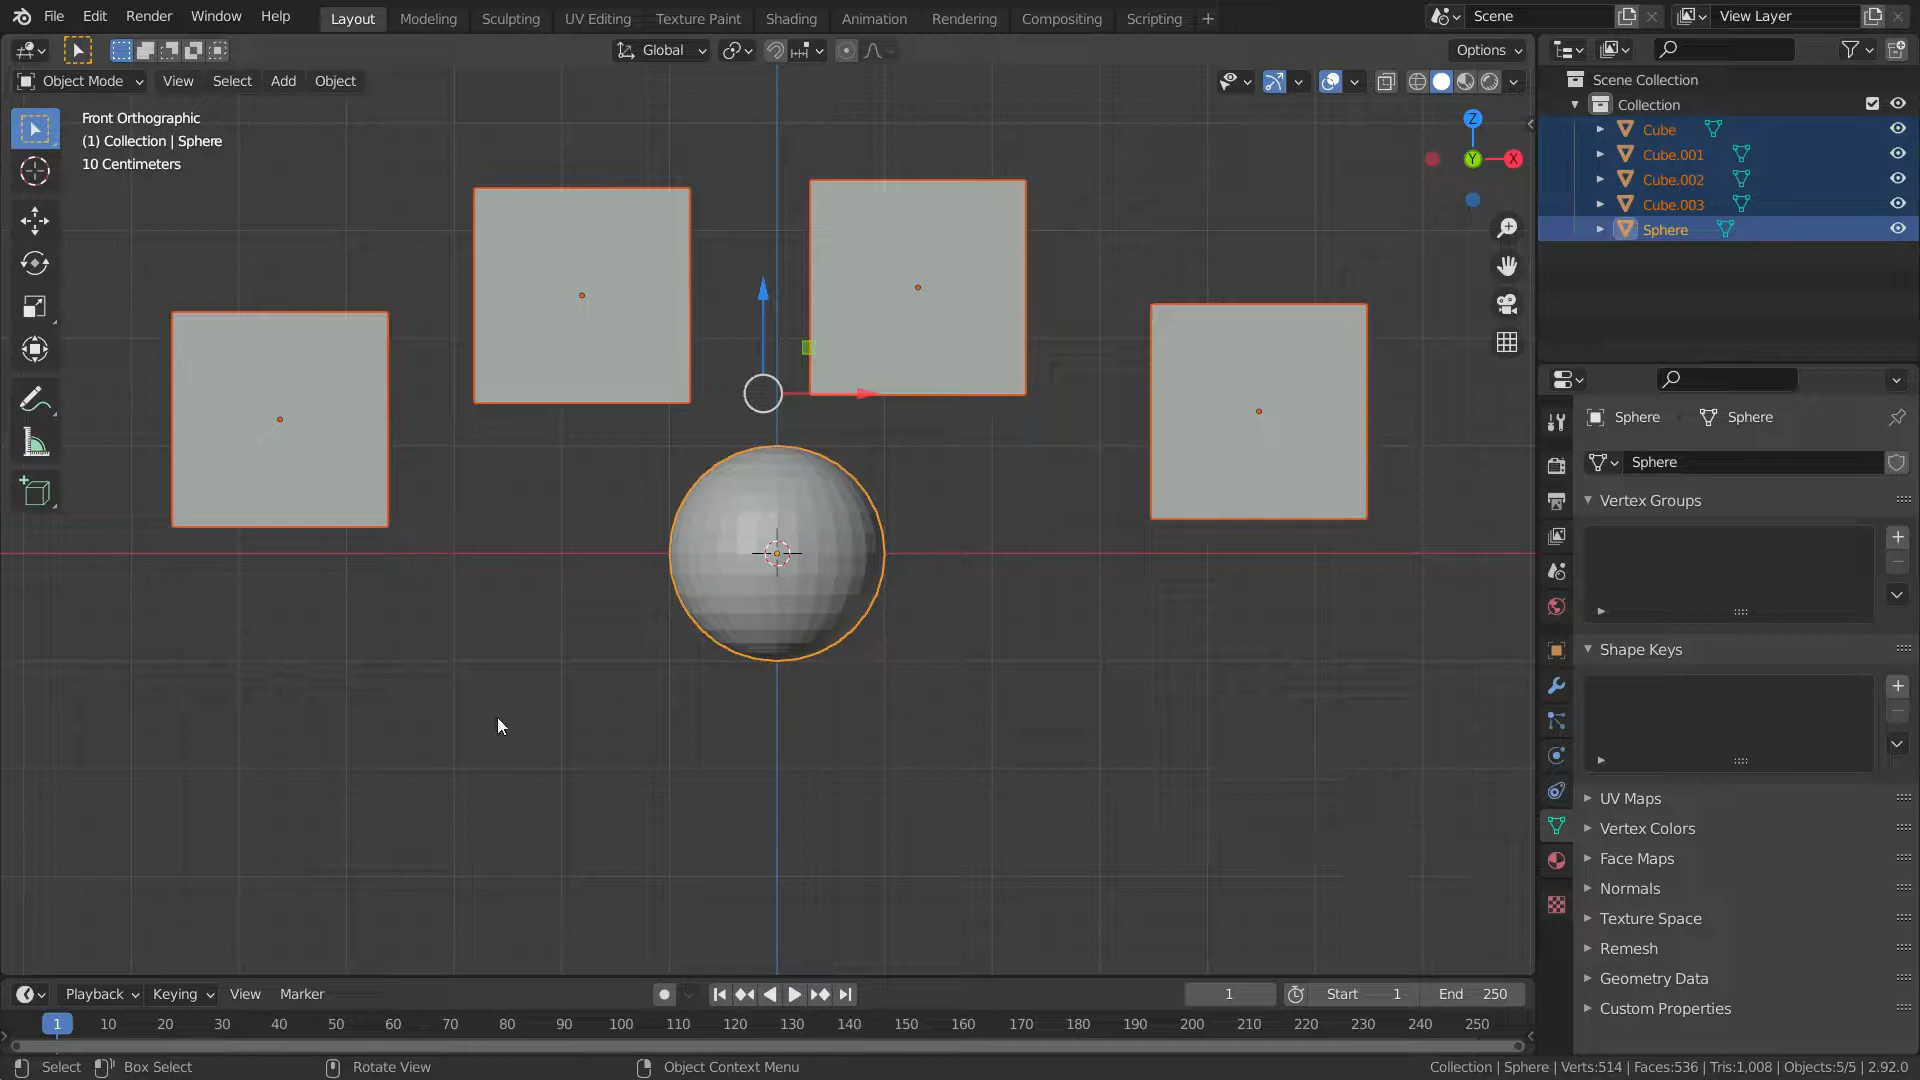 File Edit Render Window Help Layout Modeling Sculpting UV Editing Texture Paint Shading Animation Rendering Compositing Scripting + Scene View Layer
Global Options
Object Mode View Select Add Object
Front Orthographic
(1) Collection | Sphere
10 Centimeters
Z
Y
X
Scene Collection
Collection
Cube
Cube.001
Cube.002
Cube.003
Sphere
Sphere Sphere
Sphere
Vertex Groups
Shape Keys
UV Maps
Vertex Colors
Face Maps
Normals
Texture Space
Remesh
Geometry Data
Custom Properties
Playback Keying View Marker 1 Start 1 End 250
1 10 20 30 40 50 60 70 80 90 100 110 120 130 140 150 160 170 180 190 200 210 220 230 240 250
Select Box Select Rotate View Object Context Menu Collection | Sphere | Verts:514 | Faces:536 | Tris:1,008 | Objects:5/5 | 2.92.0